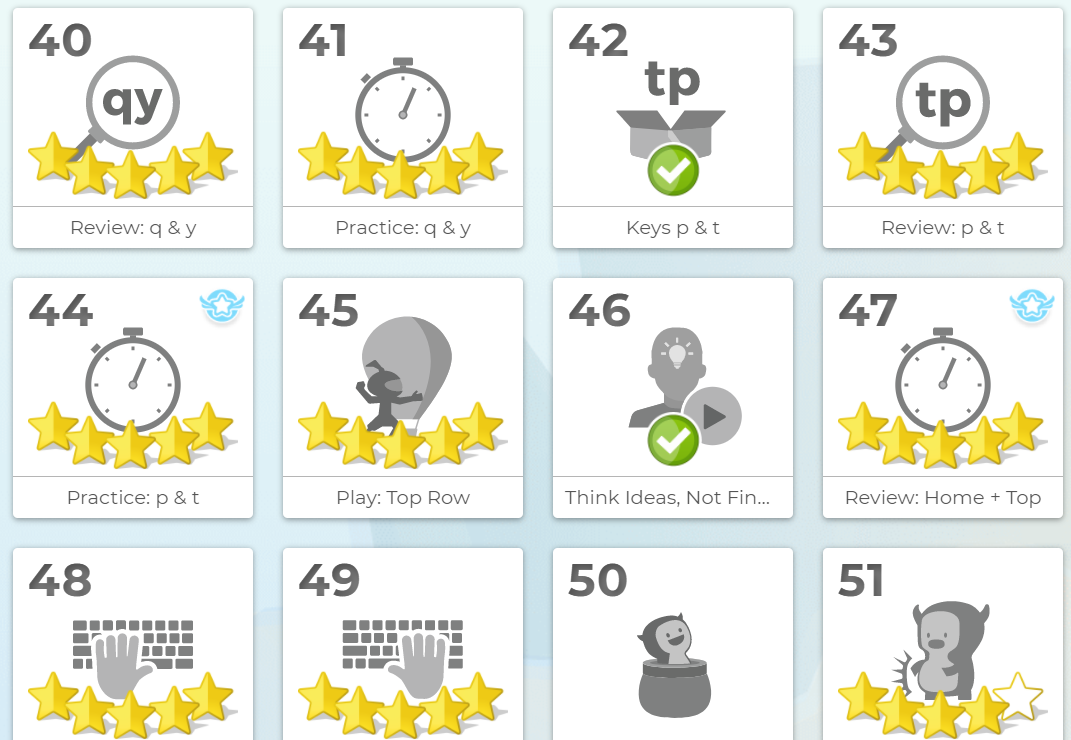 40
qy
Review: q & y
41
Practice: q & y
42
tp
Keys p & t
43
tp
Review: p & t
44
Practice: p & t
45
Play: Top Row
46
Think Ideas, Not Fin...
47
Review: Home + Top
48
49
50
51